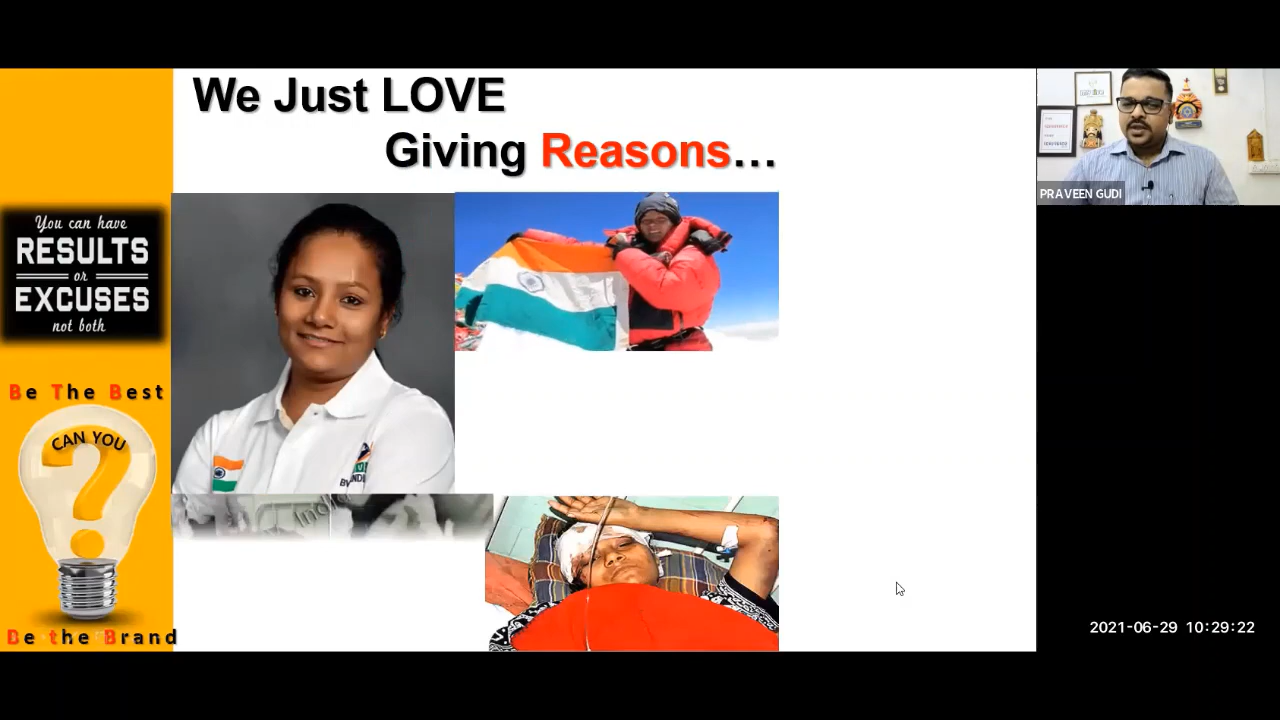 We Just LOVE
Giving Reasons...
You can have
RESULTS
or
EXCUSES
not both
Be The Best
CAN YOU
?
Be the Brand
India
PRAVEEN GUDI
2021-06-29 10:29:22